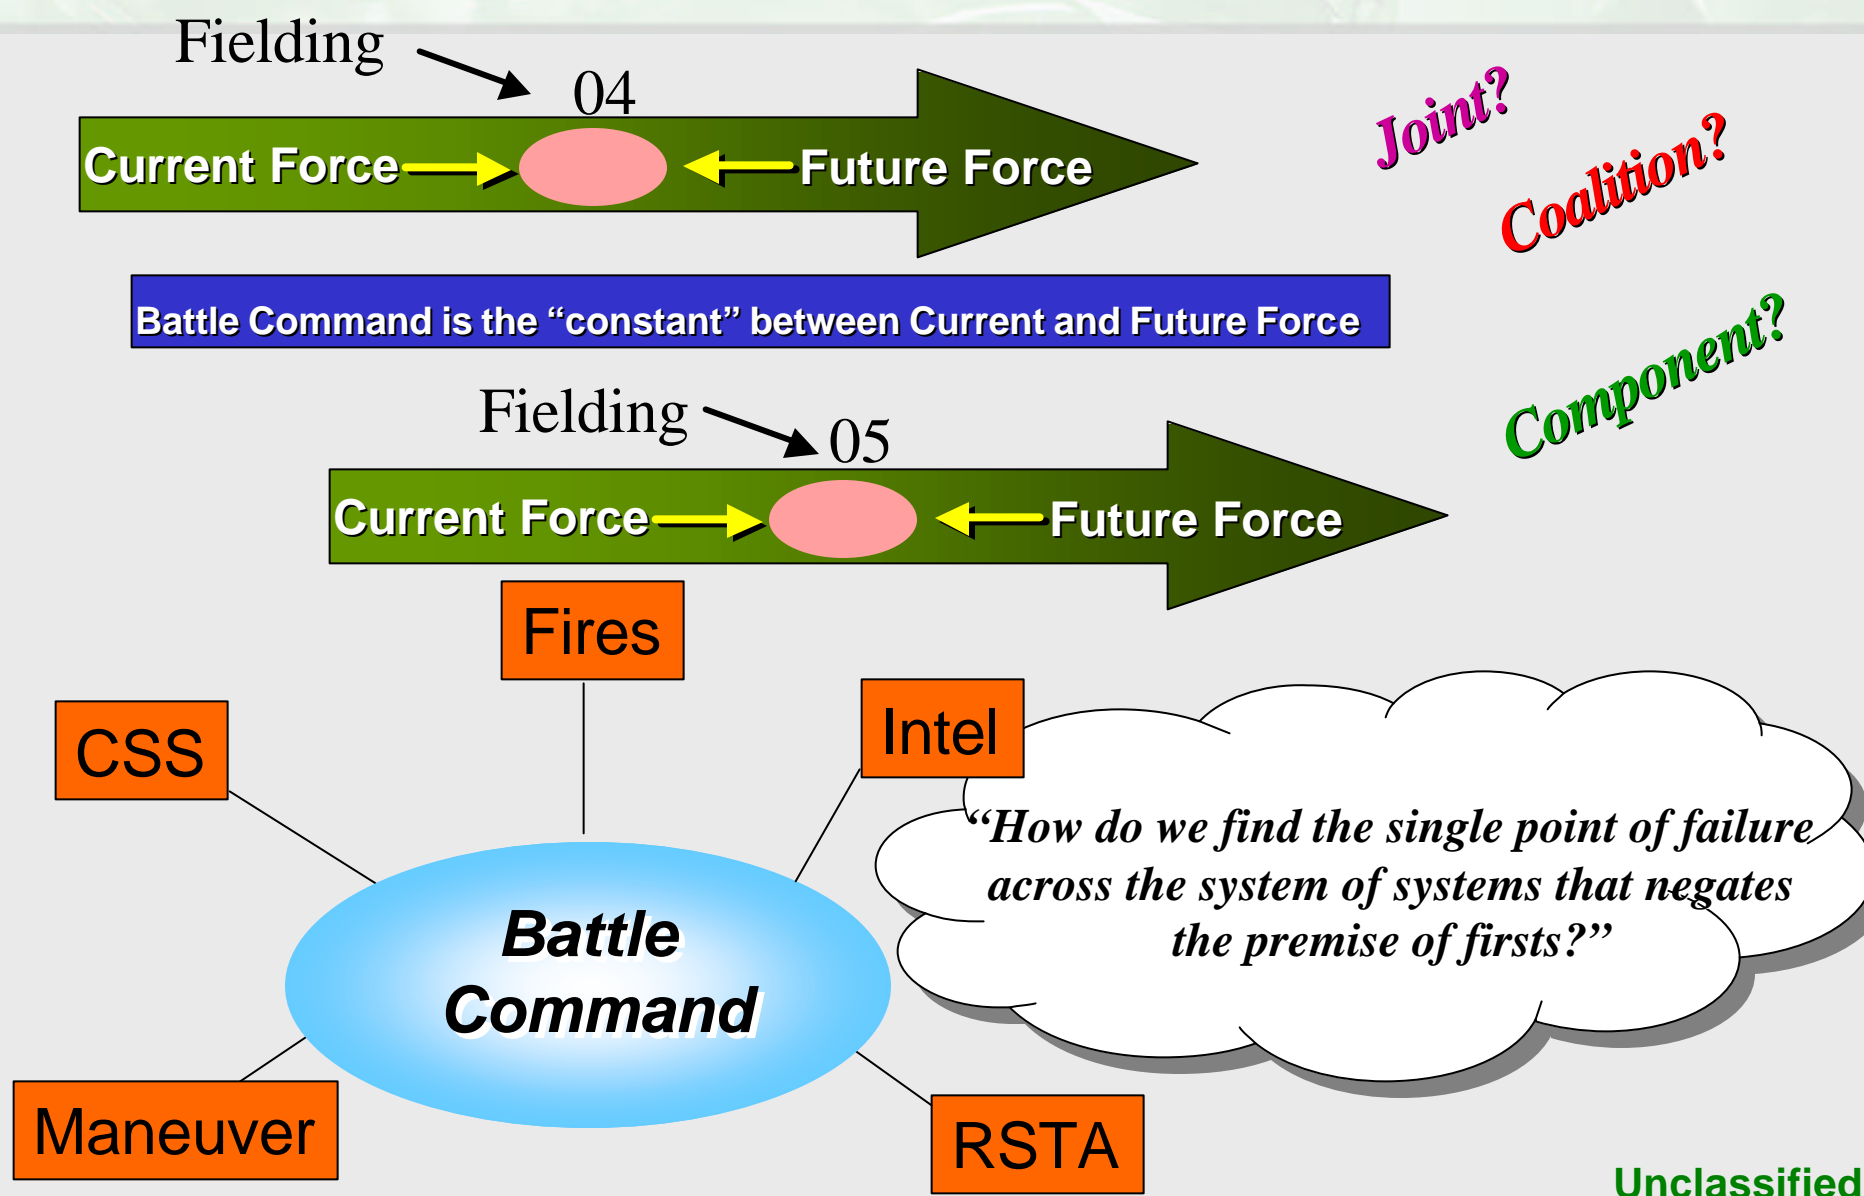 Fielding
04
Current Force
Future Force
Joint?
Coalition?
Battle Command is the “constant” between Current and Future Force
Component?
Fielding
05
Current Force
Future Force
Fires
Intel
CSS
“How do we find the single point of failure
across the system of systems that negates
the premise of firsts?”
Battle
Command
Maneuver
RSTA
Unclassified